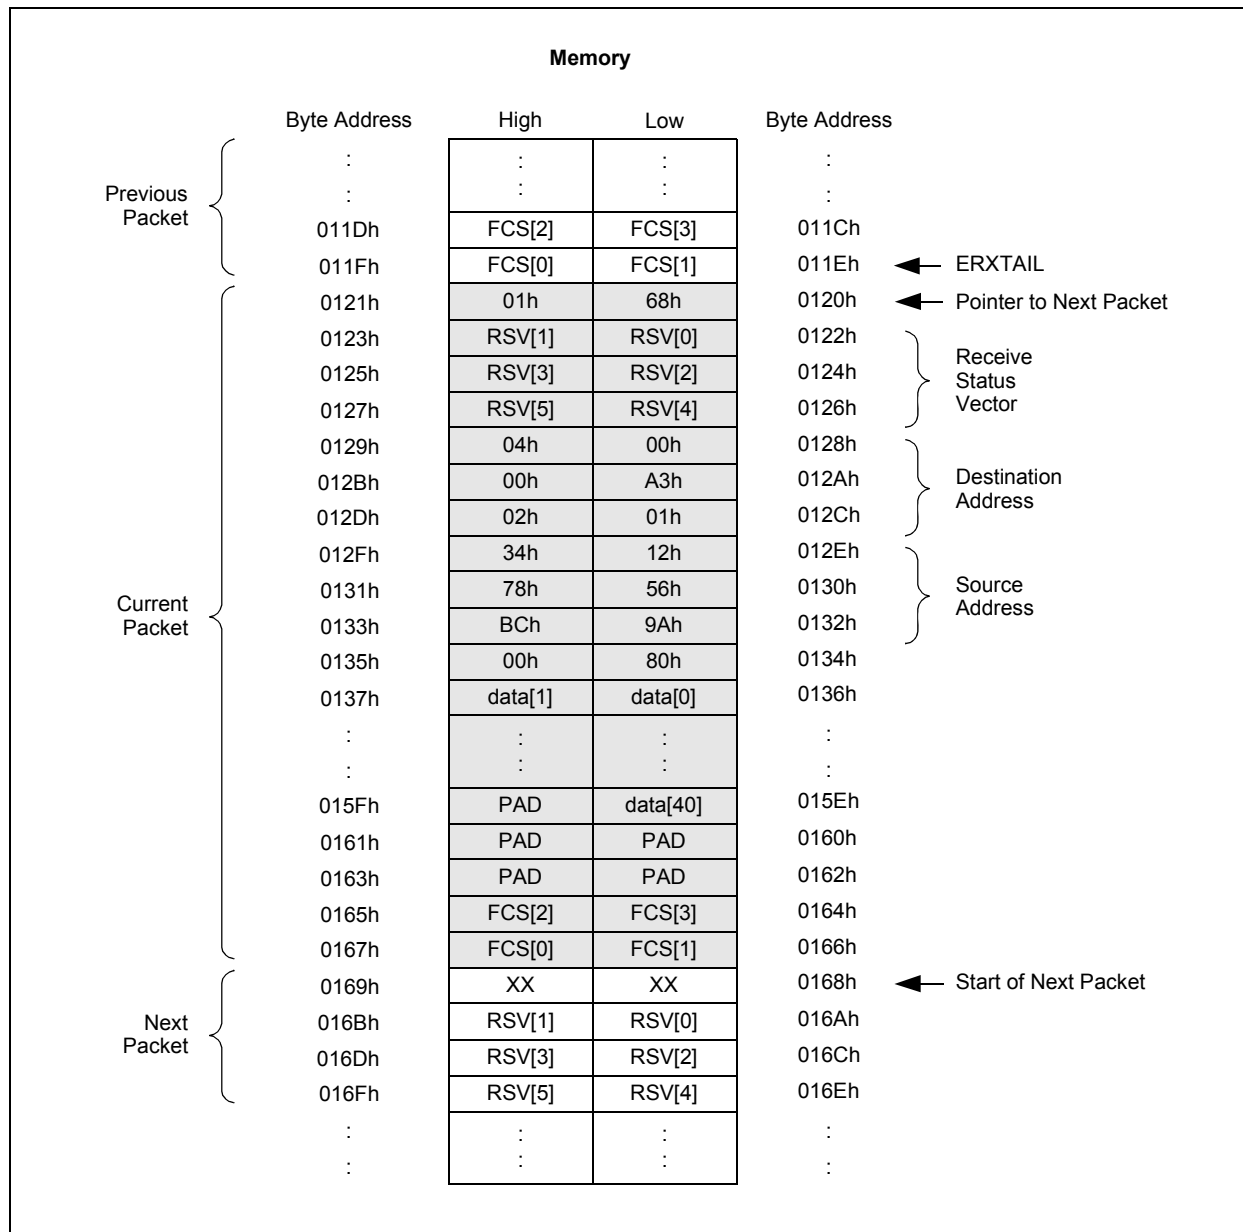 Memory
Byte Address High Low Byte Address
: : : :
: : : :
Previous Packet
011Dh FCS[2] FCS[3] 011Ch
011Fh FCS[0] FCS[1] 011Eh ERXTAIL
0121h 01h 68h 0120h Pointer to Next Packet
0123h RSV[1] RSV[0] 0122h
0125h RSV[3] RSV[2] 0124h
Receive
Status
Vector
0127h RSV[5] RSV[4] 0126h
0129h 04h 00h 0128h
012Bh 00h A3h 012Ah
Destination
Address
012Dh 02h 01h 012Ch
012Fh 34h 12h 012Eh
0131h 78h 56h 0130h
Source
Address
Current
Packet
0133h BCh 9Ah 0132h
0135h 00h 80h 0134h
0137h data[1] data[0] 0136h
: : : :
: : : :
015Fh PAD data[40] 015Eh
0161h PAD PAD 0160h
0163h PAD PAD 0162h
0165h FCS[2] FCS[3] 0164h
0167h FCS[0] FCS[1] 0166h
0169h XX XX 0168h Start of Next Packet
Next
Packet
016Bh RSV[1] RSV[0] 016Ah
016Dh RSV[3] RSV[2] 016Ch
016Fh RSV[5] RSV[4] 016Eh
: : : :
: : : :